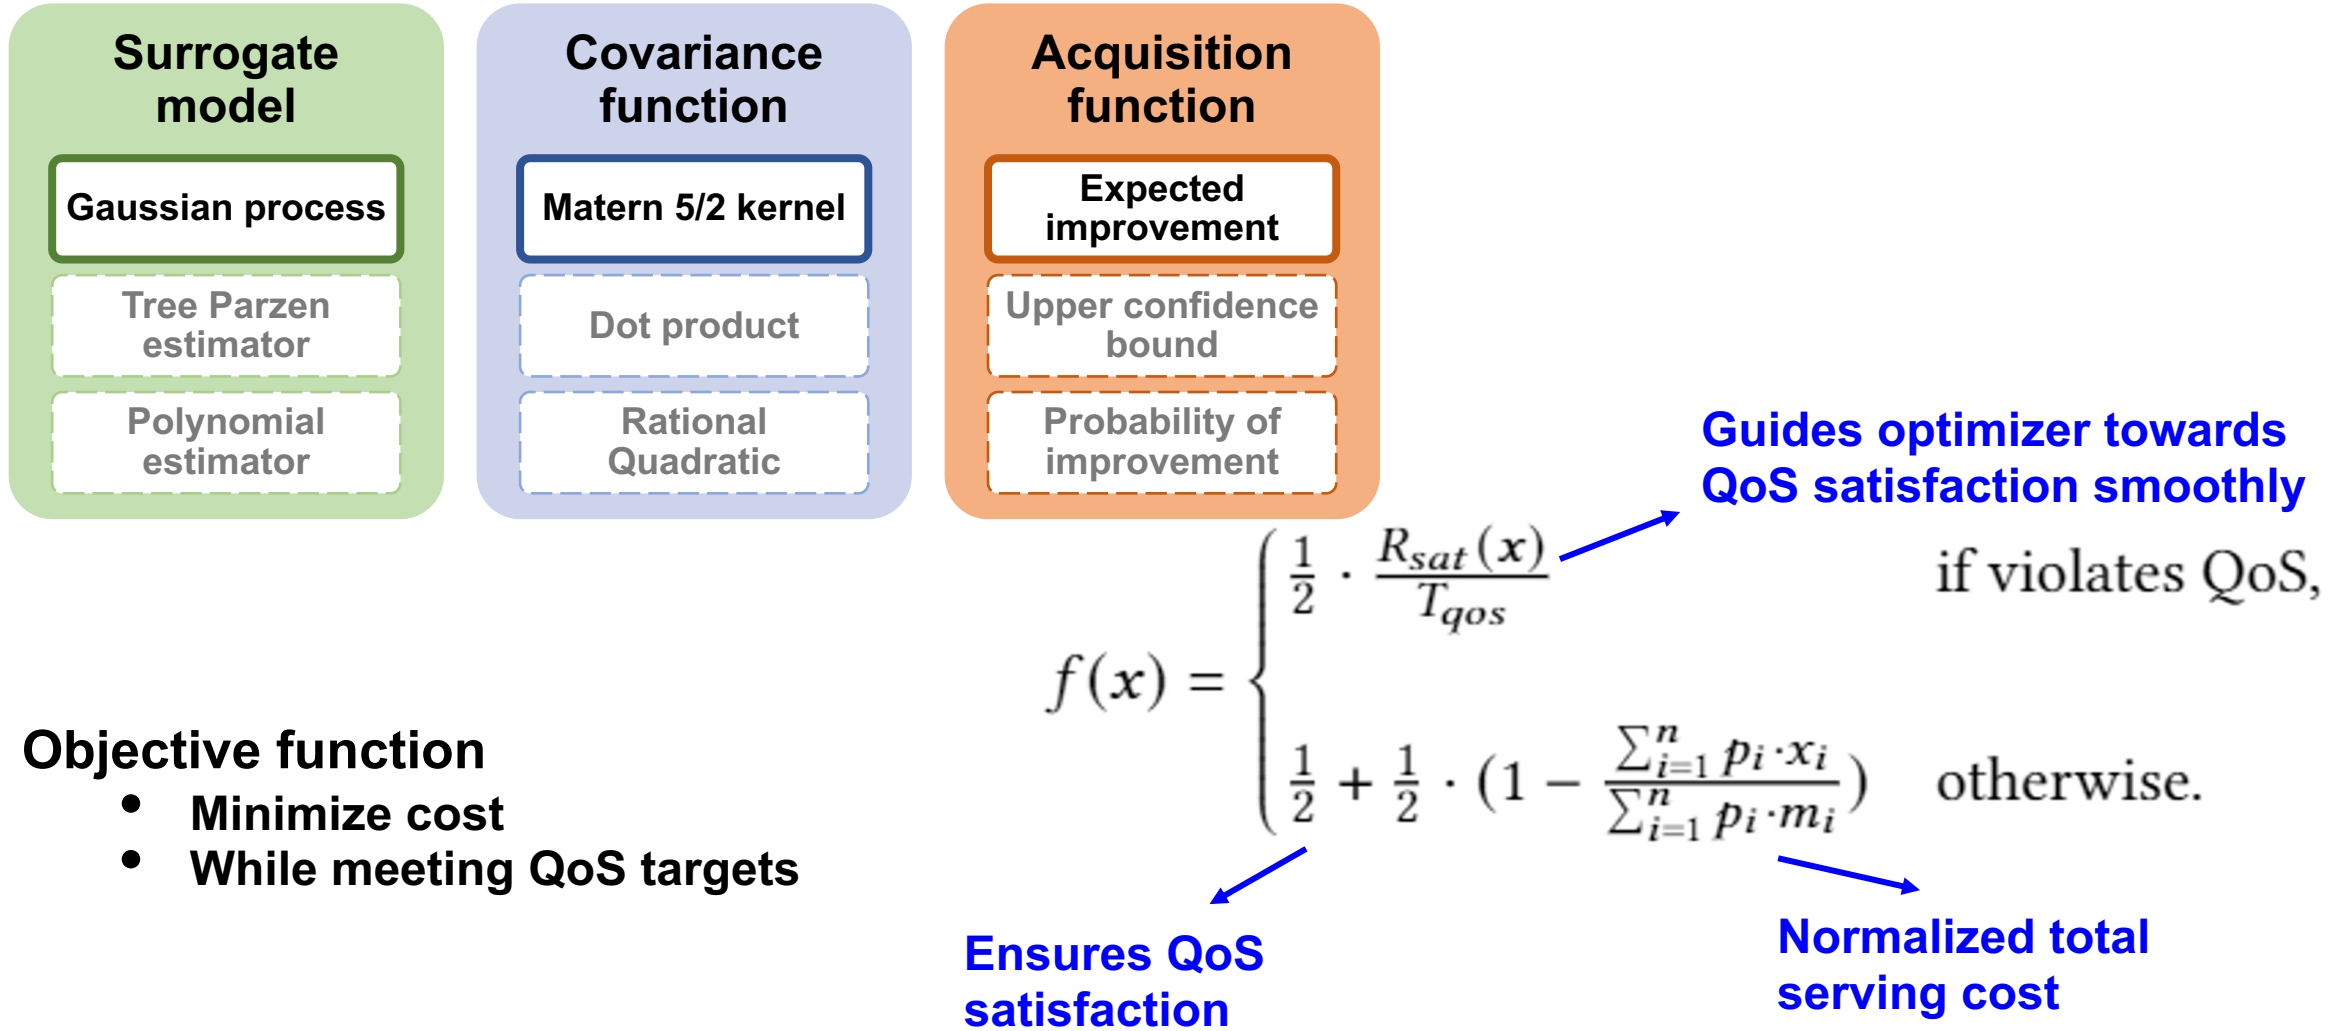 Surrogate
model
Gaussian process
Tree Parzen
estimator
Polynomial
estimator
Covariance
function
Matern 5/2 kernel
Dot product
Rational
Quadratic
Acquisition
function
Expected
improvement
Upper confidence
bound
Probability of
improvement
Guides optimizer towards
QoS satisfaction smoothly
f(x) = { 1/2 · R_sat(x)/T_qos if violates QoS,
1/2 + 1/2 · (1 − ∑_{i=1}^n p_i·x_i / ∑_{i=1}^n p_i·m_i) otherwise.
Objective function
• Minimize cost
• While meeting QoS targets
Ensures QoS
satisfaction
Normalized total
serving cost